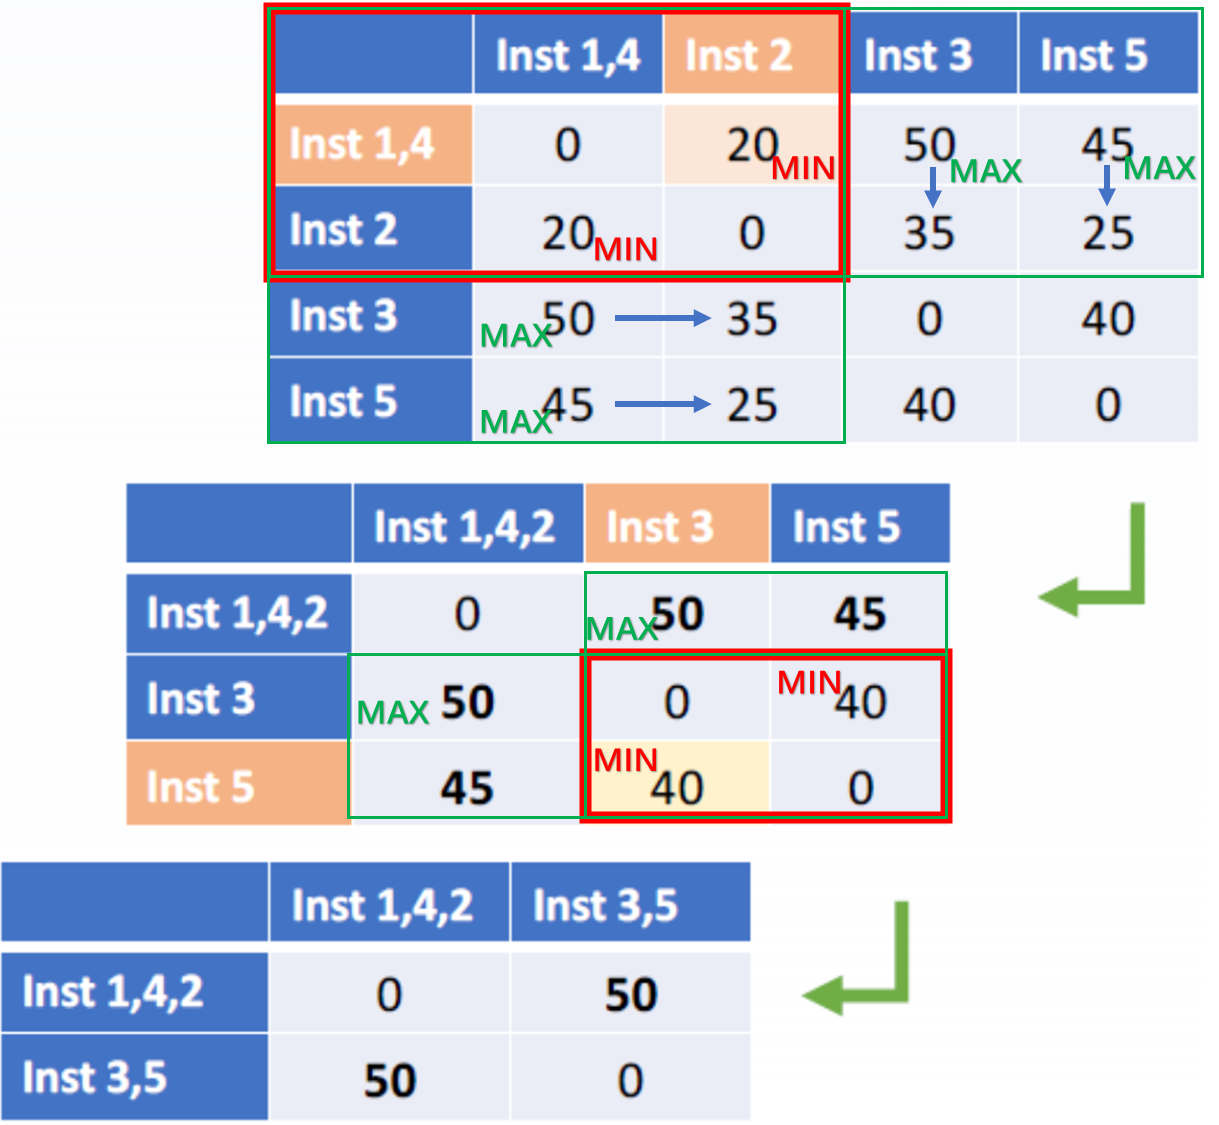 Inst 1,4 Inst 2 Inst 3 Inst 5
Inst 1,4 0 20 MIN 50 MAX 45 MAX
Inst 2 20 MIN 0 35 25
Inst 3 MAX 50 35 0 40
Inst 5 MAX 45 25 40 0
Inst 1,4,2 Inst 3 Inst 5
Inst 1,4,2 0 MAX 50 45
Inst 3 MAX 50 0 MIN 40
Inst 5 45 MIN 40 0
Inst 1,4,2 Inst 3,5
Inst 1,4,2 0 50
Inst 3,5 50 0